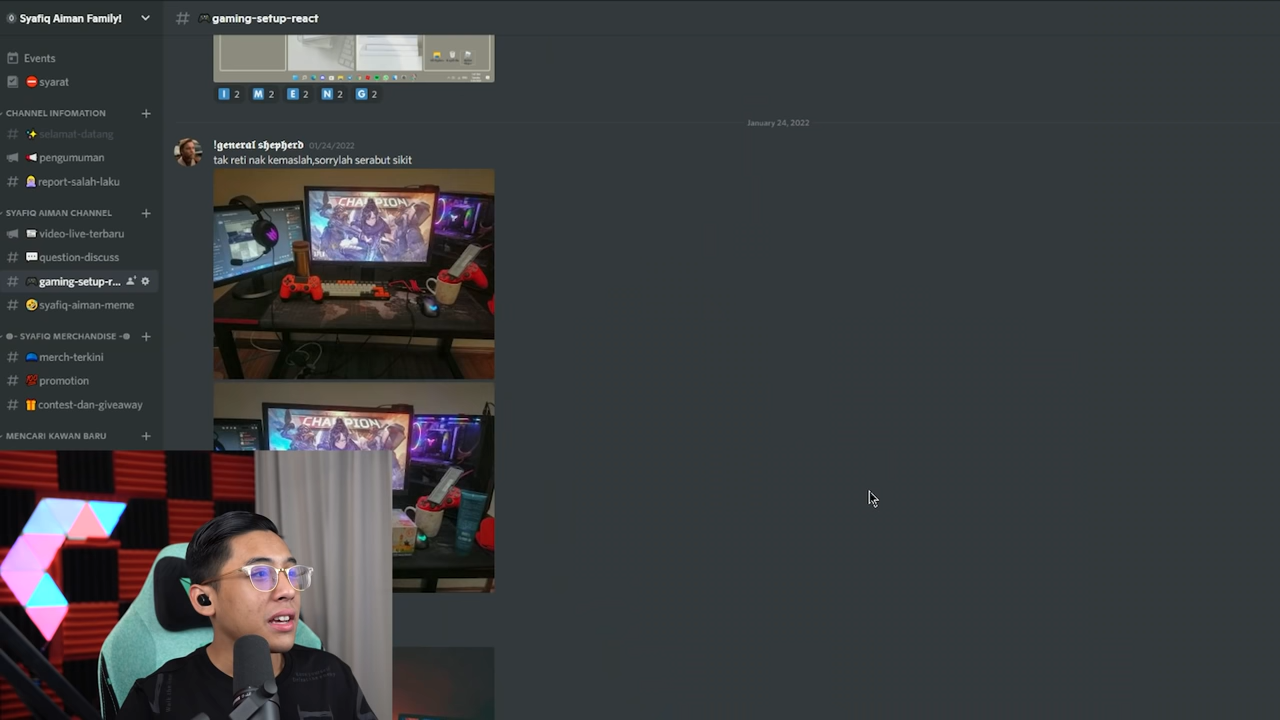 Syafiq Aiman Family!
# gaming-setup-react
Events
syarat
CHANNEL INFOMATION
selamat-datang
pengumuman
report-salah-laku
SYAFIQ AIMAN CHANNEL
video-live-terbaru
question-discuss
gaming-setup-r...
syafiq-aiman-meme
- SYAFIQ MERCHANDISE -
merch-terkini
promotion
contest-dan-giveaway
MENCARI KAWAN BARU
I 2 M 2 E 2 N 2 G 2
January 24, 2022
!general shepherd 01/24/2022
tak reti nak kemaslah,sorrylah serabut sikit
CHAMPION
CHAMPION